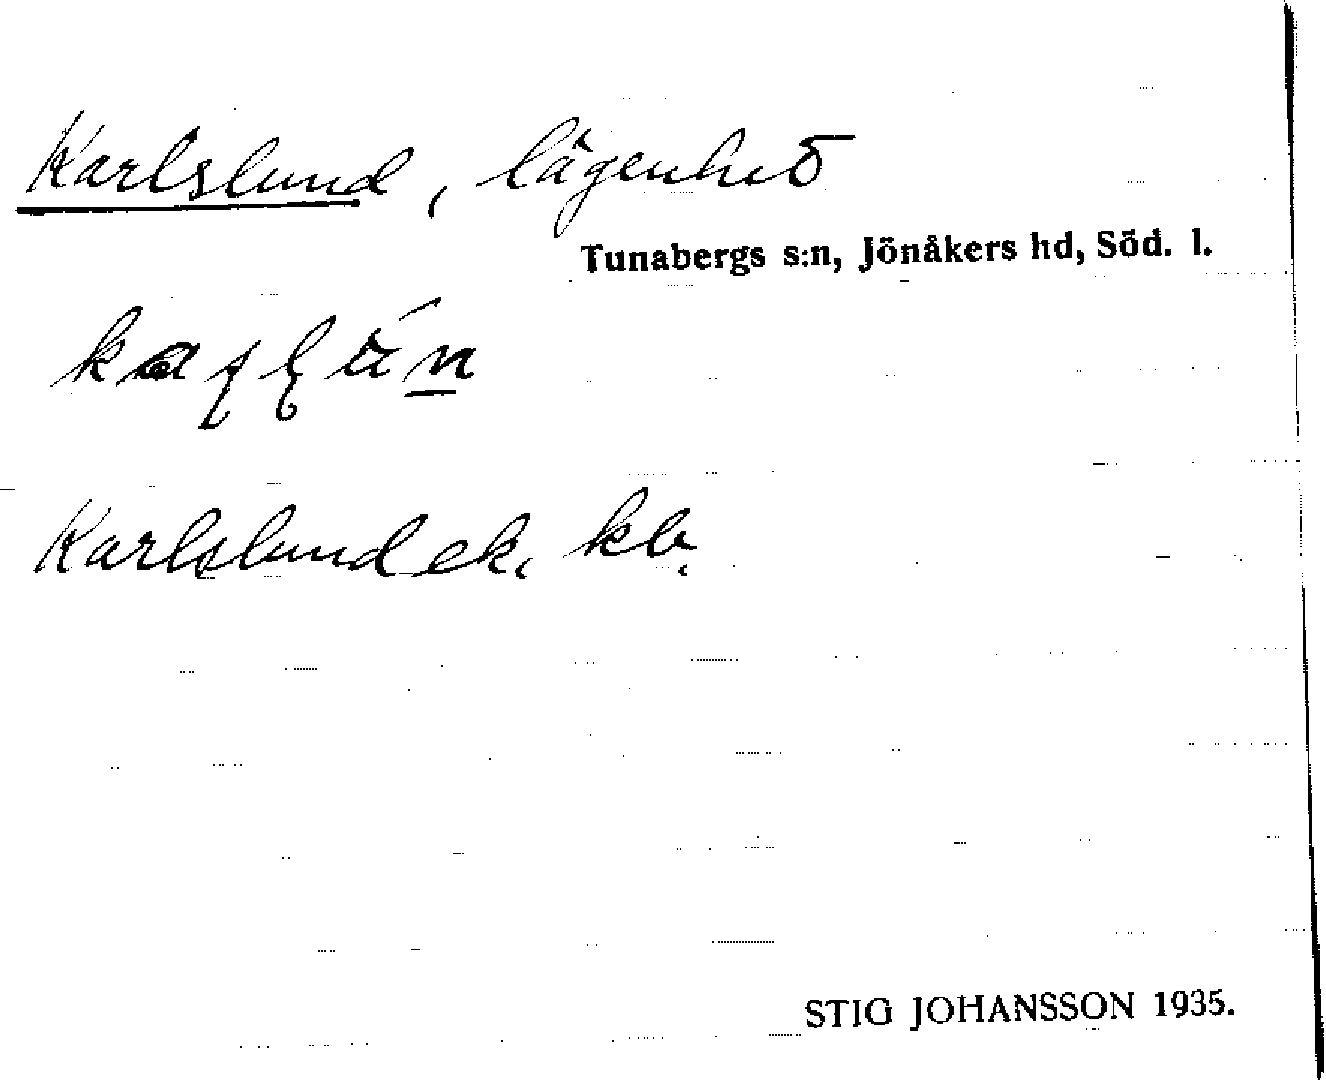 Karlslund, lägenhet
Tunabergs s:n, Jönåkers hd, Söd. l.
Karlslund ek. kb.
STIG JOHANSSON 1935.